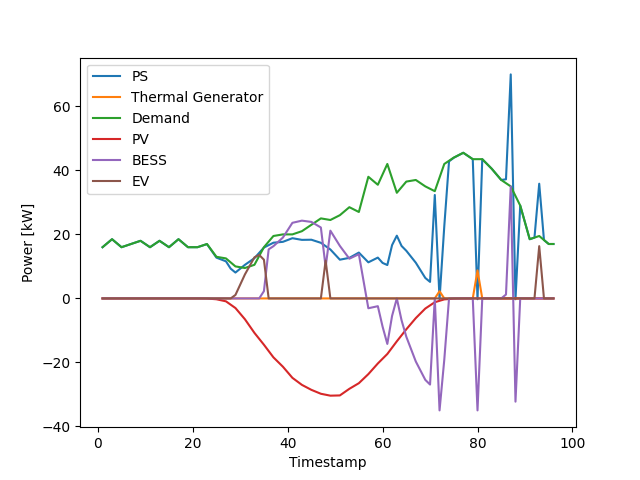 PS
Thermal Generator
Demand
PV
BESS
EV
Power [kW]
60
40
20
0
−20
−40
0 20 40 60 80 100
Timestamp